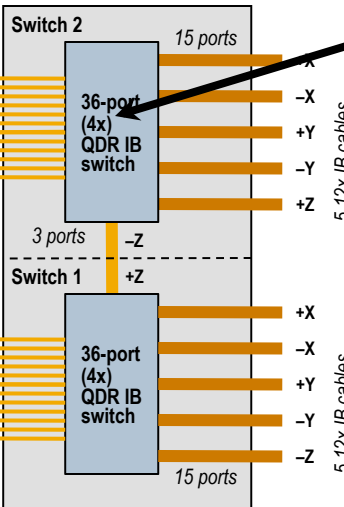 Switch 2
15 ports
+X
–X
36-port
(4x)
QDR IB
switch
+Y
–Y
+Z
5 12x IB cables
3 ports
–Z
Switch 1
+Z
+X
–X
36-port
(4x)
QDR IB
switch
+Y
–Y
–Z
5 12x IB cables
15 ports